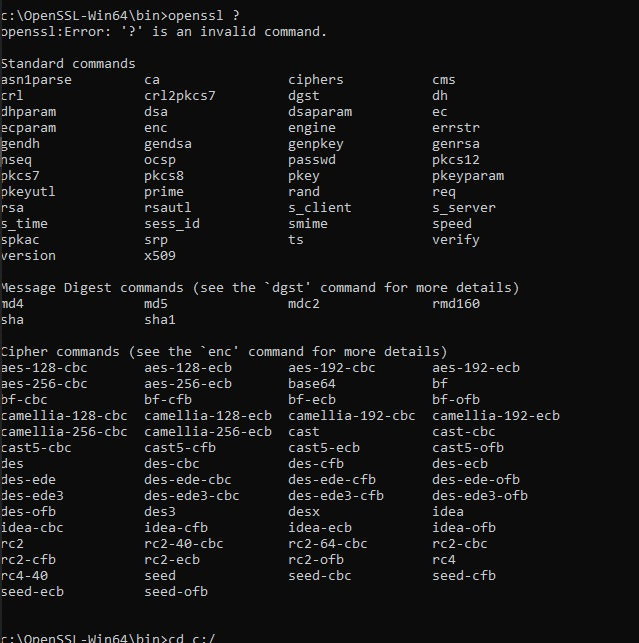 c:\OpenSSL-Win64\bin>openssl ?
openssl:Error: '?' is an invalid command.
Standard commands
asn1parse ca ciphers cms
crl crl2pkcs7 dgst dh
dhparam dsa dsaparam ec
ecparam enc engine errstr
gendh gendsa genpkey genrsa
nseq ocsp passwd pkcs12
pkcs7 pkcs8 pkey pkeyparam
pkeyutl prime rand req
rsa rsautl s_client s_server
s_time sess_id smime speed
spkac srp ts verify
version x509
Message Digest commands (see the `dgst' command for more details)
md4 md5 mdc2 rmd160
sha sha1
Cipher commands (see the `enc' command for more details)
aes-128-cbc aes-128-ecb aes-192-cbc aes-192-ecb
aes-256-cbc aes-256-ecb base64 bf
bf-cbc bf-cfb bf-ecb bf-ofb
camellia-128-cbc camellia-128-ecb camellia-192-cbc camellia-192-ecb
camellia-256-cbc camellia-256-ecb cast cast-cbc
cast5-cbc cast5-cfb cast5-ecb cast5-ofb
des des-cbc des-cfb des-ecb
des-ede des-ede-cbc des-ede-cfb des-ede-ofb
des-ede3 des-ede3-cbc des-ede3-cfb des-ede3-ofb
des-ofb des3 desx idea
idea-cbc idea-cfb idea-ecb idea-ofb
rc2 rc2-40-cbc rc2-64-cbc rc2-cbc
rc2-cfb rc2-ecb rc2-ofb rc4
rc4-40 seed seed-cbc seed-cfb
seed-ecb seed-ofb
c:\OpenSSL-Win64\bin>cd c:/